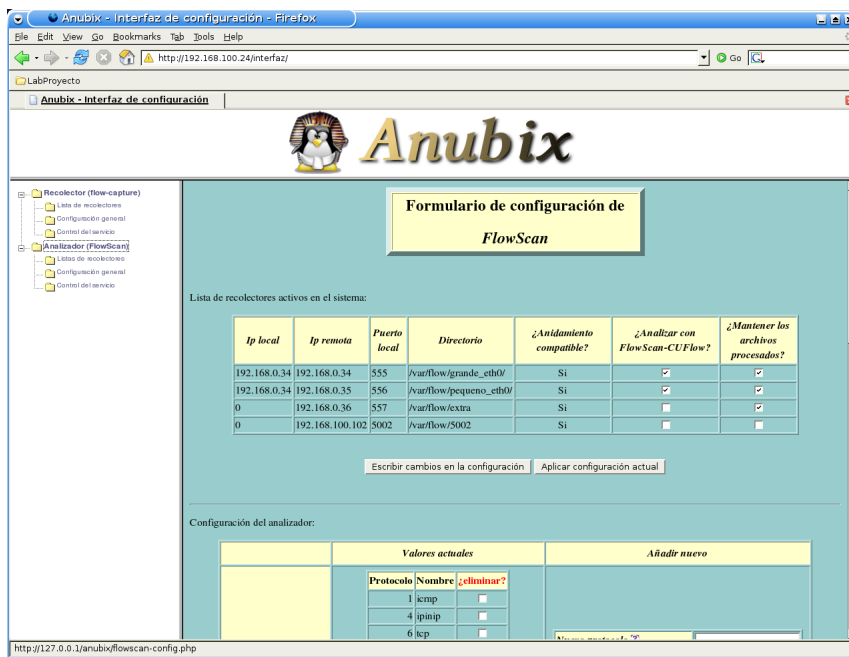 Anubix - Interfaz de configuración - Firefox
File Edit View Go Bookmarks Tab Tools Help
http://192.168.100.24/interfaz/
Go
LabProyecto
Anubix - Interfaz de configuración
Anubix
Recolector (flow-capture)
Lista de recolectores
Configuración general
Control del servicio
Analizador (FlowScan)
Listas de recolectores
Configuración general
Control del servicio
Formulario de configuración de
FlowScan
Lista de recolectores activos en el sistema:
Ip local Ip remota Puerto local Directorio ¿Anidamiento compatible? ¿Analizar con FlowScan-CUFlow? ¿Mantener los archivos procesados?
192.168.0.34 192.168.0.34 555 /var/flow/grande_eth0/ Si
192.168.0.34 192.168.0.35 556 /var/flow/pequeno_eth0/ Si
0 192.168.0.36 557 /var/flow/extra Si
0 192.168.100.102 5002 /var/flow/5002 Si
Escribir cambios en la configuración Aplicar configuración actual
Configuración del analizador:
Valores actuales Añadir nuevo
Protocolo Nombre ¿eliminar?
1 icmp
4 ipinip
6 tcp
http://127.0.0.1/anubix/flowscan-config.php